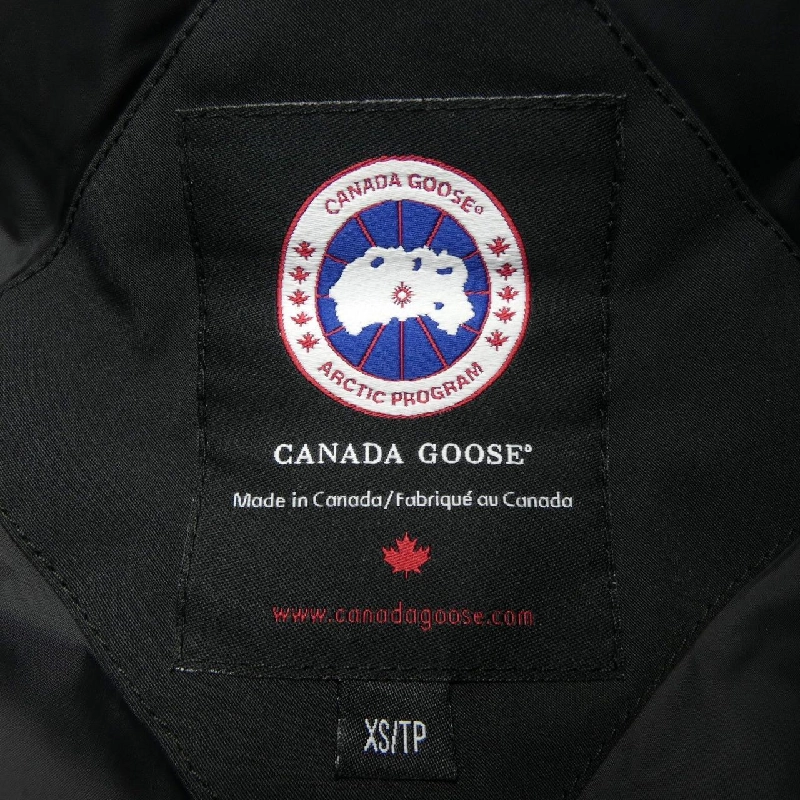 CANADA GOOSE®
ARCTIC PROGRAM
CANADA GOOSE®
Made in Canada/Fabriqué au Canada
www.canadagoose.com
XS/TP